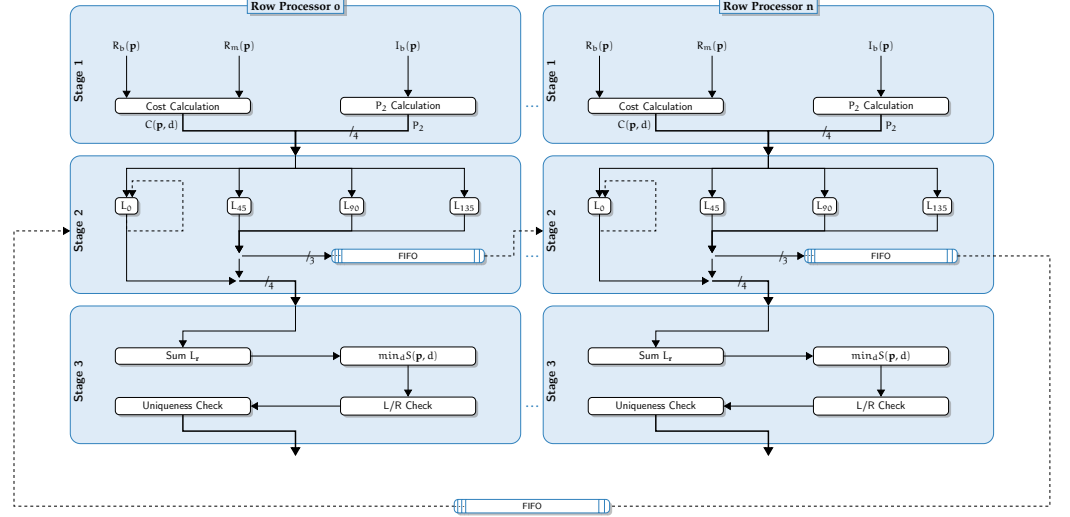 Row Processor 0
Row Processor n
Stage 1
R_b(p)
R_m(p)
I_b(p)
Cost Calculation
P_2 Calculation
C(p, d)
/4
P_2
...
Stage 1
R_b(p)
R_m(p)
I_b(p)
Cost Calculation
P_2 Calculation
C(p, d)
/4
P_2
Stage 2
L_0
L_45
L_90
L_135
/3
FIFO
/4
...
Stage 2
L_0
L_45
L_90
L_135
/3
FIFO
/4
Stage 3
Sum L_r
min_d S(p, d)
Uniqueness Check
L/R Check
...
Stage 3
Sum L_r
min_d S(p, d)
Uniqueness Check
L/R Check
FIFO